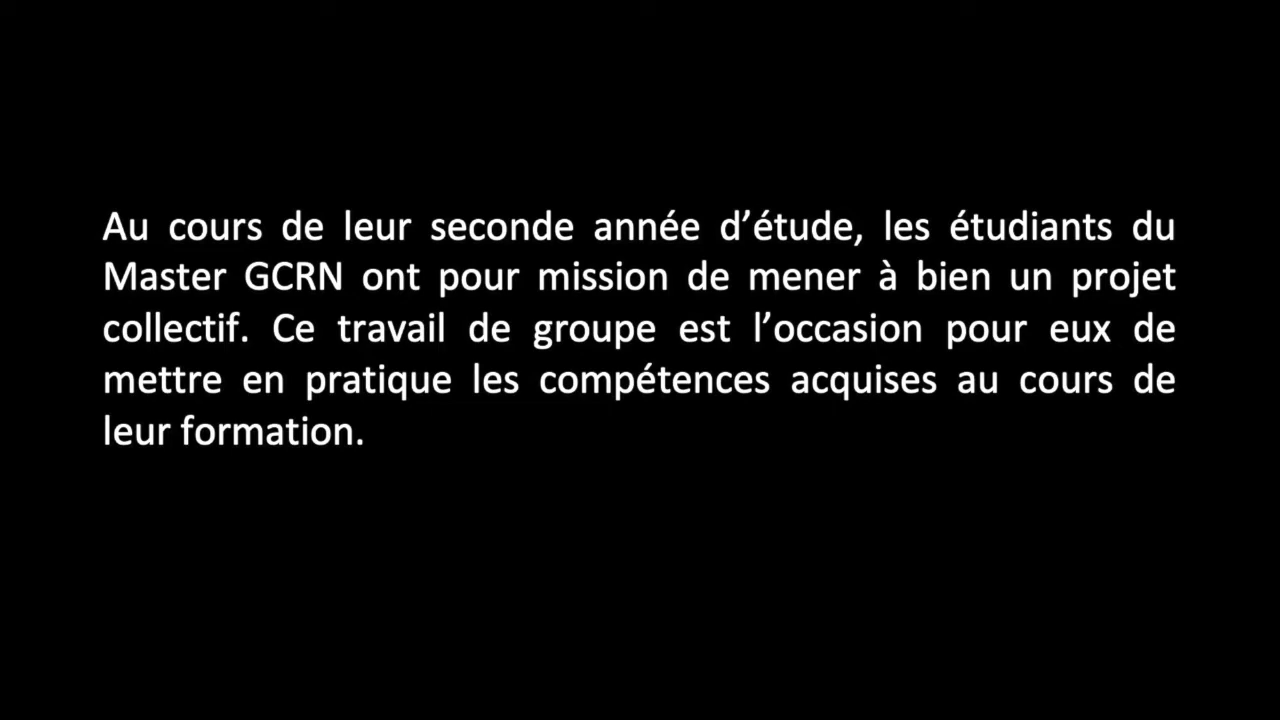 Au cours de leur seconde année d’étude, les étudiants du
Master GCRN ont pour mission de mener à bien un projet
collectif. Ce travail de groupe est l’occasion pour eux de
mettre en pratique les compétences acquises au cours de
leur formation.